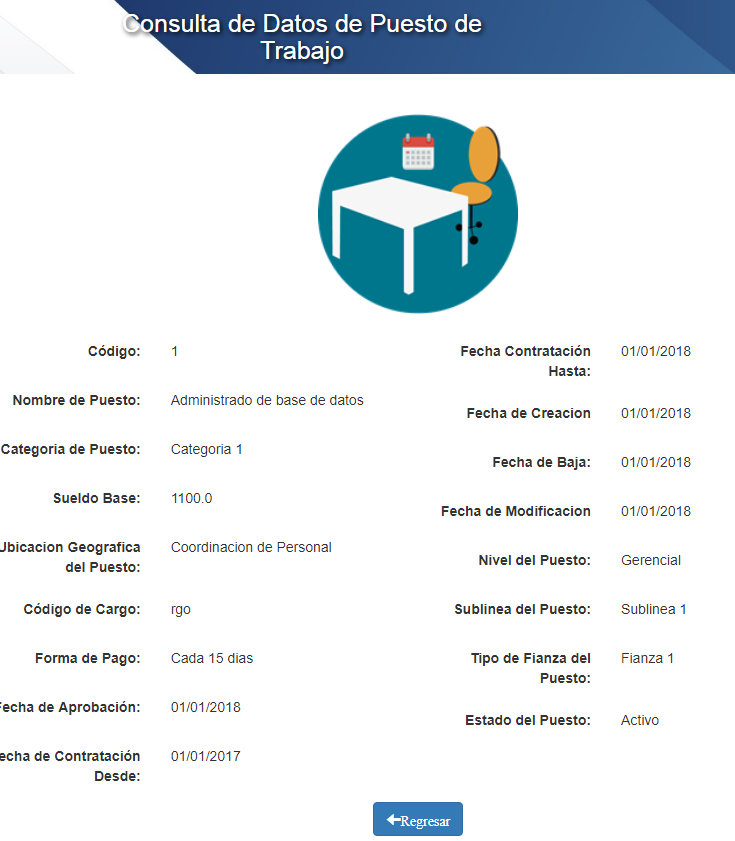 Consulta de Datos de Puesto de
Trabajo
Código: 1
Nombre de Puesto: Administrado de base de datos
Categoria de Puesto: Categoria 1
Sueldo Base: 1100.0
Ubicacion Geografica
del Puesto:
Coordinacion de Personal
Código de Cargo: rgo
Forma de Pago: Cada 15 dias
Fecha de Aprobación: 01/01/2018
echa de Contratación
Desde:
01/01/2017
Fecha Contratación
Hasta:
01/01/2018
Fecha de Creacion 01/01/2018
Fecha de Baja: 01/01/2018
Fecha de Modificacion 01/01/2018
Nivel del Puesto: Gerencial
Sublinea del Puesto: Sublinea 1
Tipo de Fianza del
Puesto:
Fianza 1
Estado del Puesto: Activo
Regresar